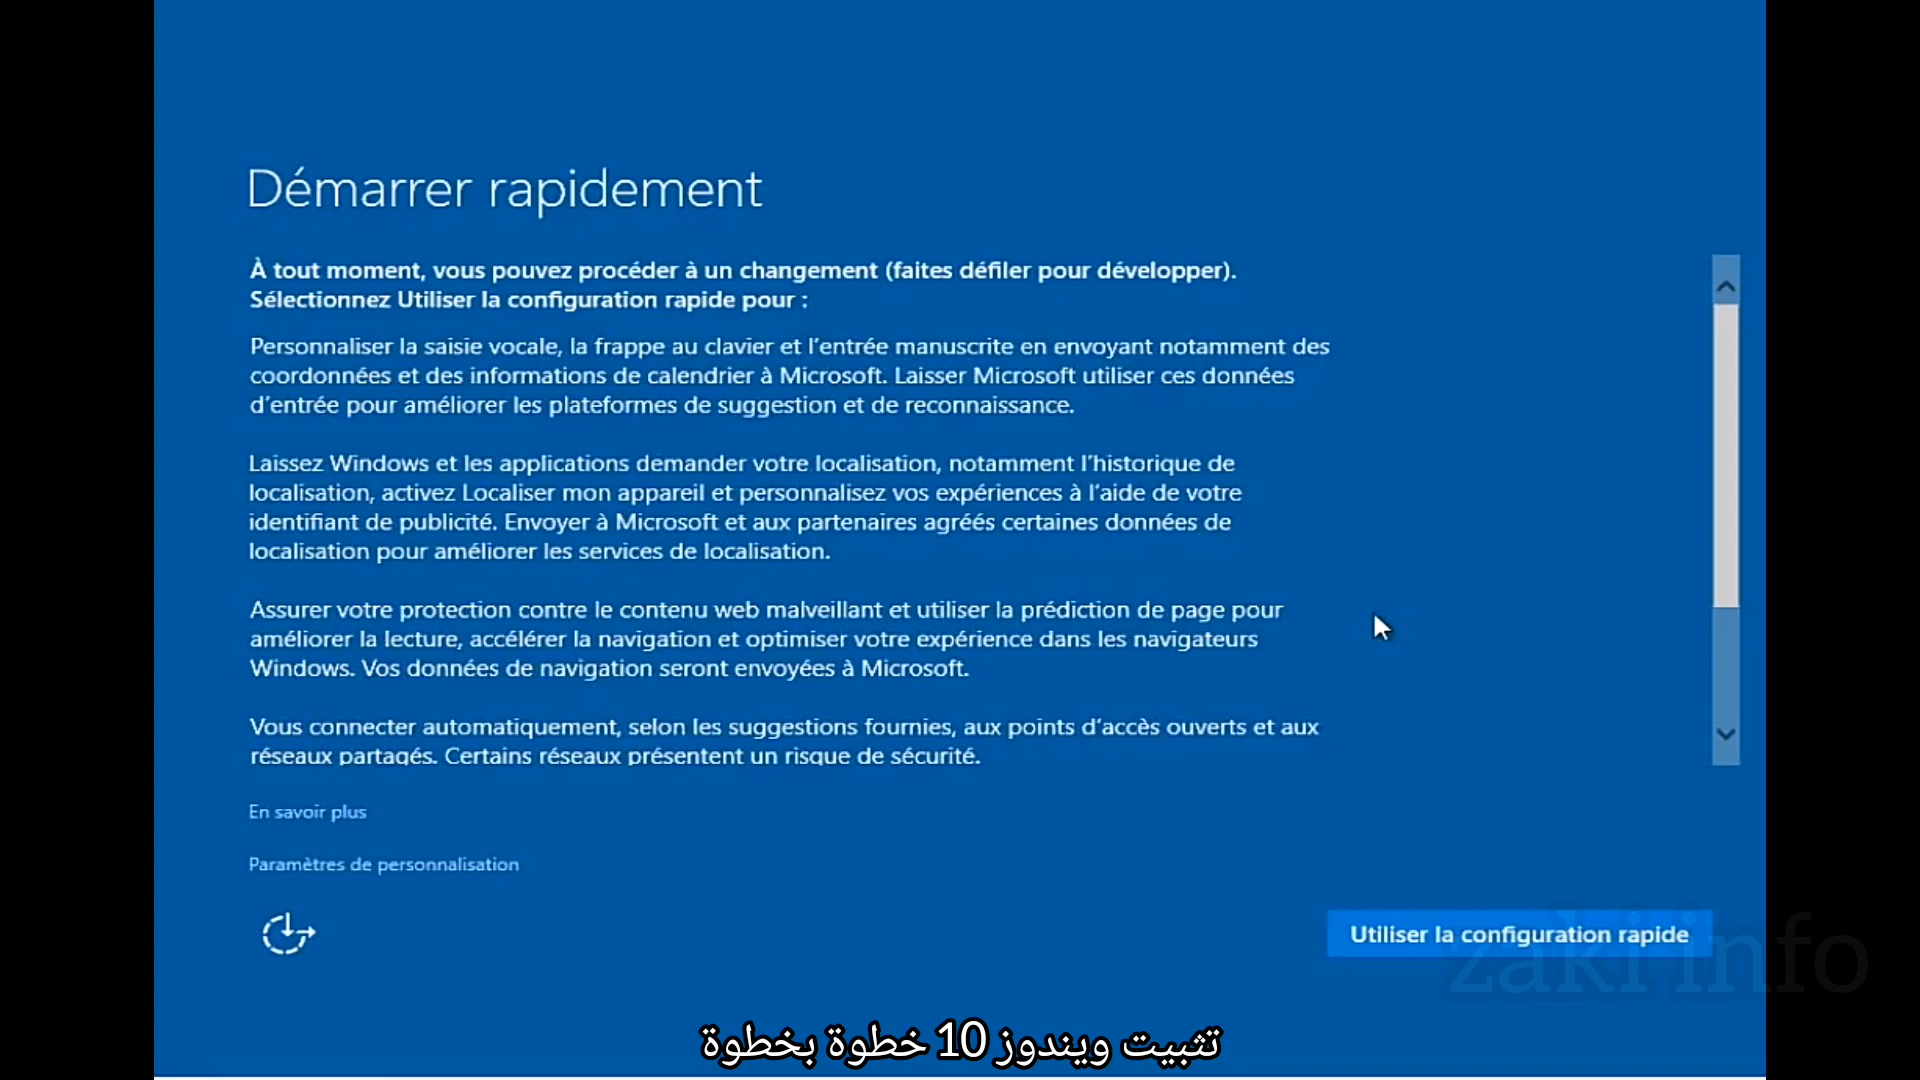 Démarrer rapidement
À tout moment, vous pouvez procéder à un changement (faites défiler pour développer).
Sélectionnez Utiliser la configuration rapide pour :
Personnaliser la saisie vocale, la frappe au clavier et l'entrée manuscrite en envoyant notamment des
coordonnées et des informations de calendrier à Microsoft. Laisser Microsoft utiliser ces données
d'entrée pour améliorer les plateformes de suggestion et de reconnaissance.
Laissez Windows et les applications demander votre localisation, notamment l'historique de
localisation, activez Localiser mon appareil et personnalisez vos expériences à l'aide de votre
identifiant de publicité. Envoyer à Microsoft et aux partenaires agréés certaines données de
localisation pour améliorer les services de localisation.
Assurer votre protection contre le contenu web malveillant et utiliser la prédiction de page pour
améliorer la lecture, accélérer la navigation et optimiser votre expérience dans les navigateurs
Windows. Vos données de navigation seront envoyées à Microsoft.
Vous connecter automatiquement, selon les suggestions fournies, aux points d'accès ouverts et aux
réseaux partagés. Certains réseaux présentent un risque de sécurité.
En savoir plus
Paramètres de personnalisation
Utiliser la configuration rapide
zaki info
تثبيت ويندوز 10 خطوة بخطوة